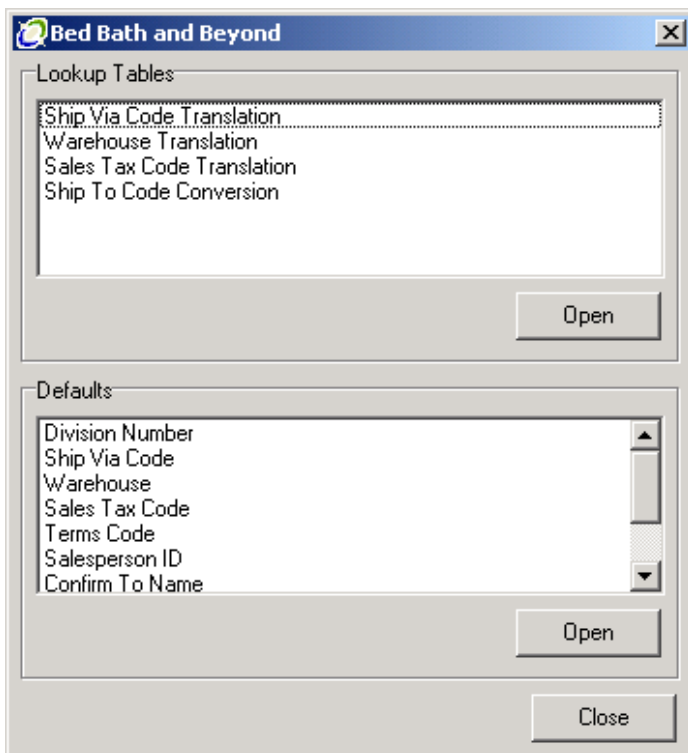 Bed Bath and Beyond
Lookup Tables
Ship Via Code Translation
Warehouse Translation
Sales Tax Code Translation
Ship To Code Conversion
Open
Defaults
Division Number
Ship Via Code
Warehouse
Sales Tax Code
Terms Code
Salesperson ID
Confirm To Name
Open
Close